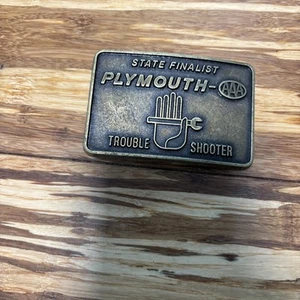 STATE FINALIST
PLYMOUTH-AAA
TROUBLE SHOOTER